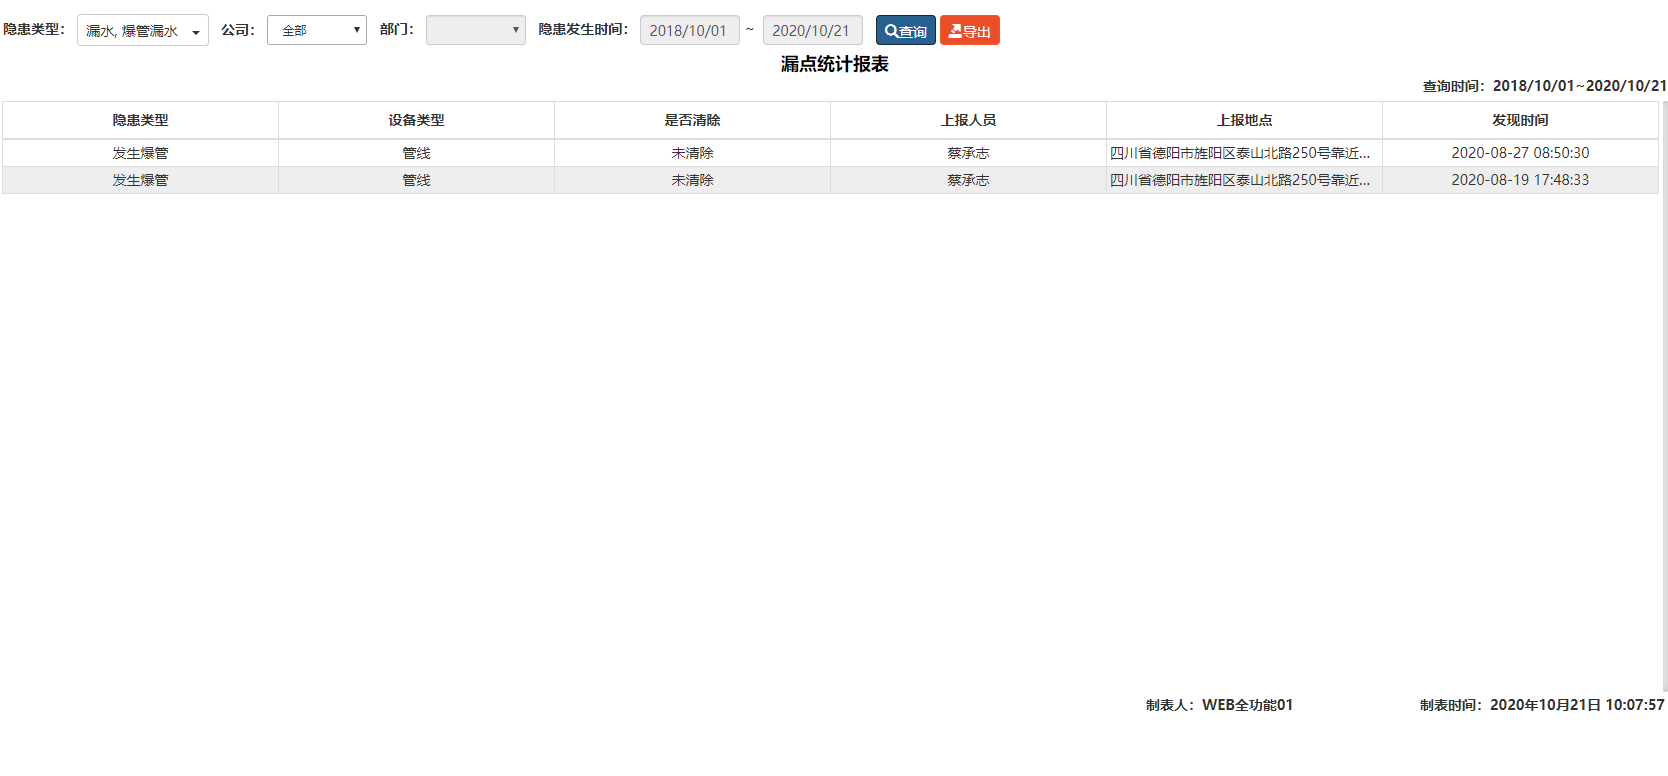 隐患类型： 漏水, 爆管漏水 公司： 全部 部门： 隐患发生时间： 2018/10/01 ~ 2020/10/21 查询 导出
漏点统计报表
查询时间：2018/10/01~2020/10/21
隐患类型 设备类型 是否清除 上报人员 上报地点 发现时间
发生爆管 管线 未清除 蔡承志 四川省德阳市旌阳区泰山北路250号靠近... 2020-08-27 08:50:30
发生爆管 管线 未清除 蔡承志 四川省德阳市旌阳区泰山北路250号靠近... 2020-08-19 17:48:33
制表人：WEB全功能01 制表时间：2020年10月21日 10:07:57